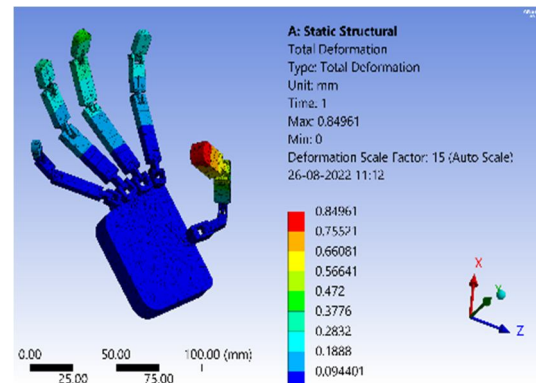 A: Static Structural
Total Deformation
Type: Total Deformation
Unit: mm
Time: 1
Max: 0.84961
Min: 0
Deformation Scale Factor: 15 (Auto Scale)
26-08-2022 11:12
0.84961
0.75521
0.66081
0.56641
0.472
0.3776
0.2832
0.1888
0.094401
X
Y
Z
0.00 50.00 100.00 (mm)
25.00 75.00